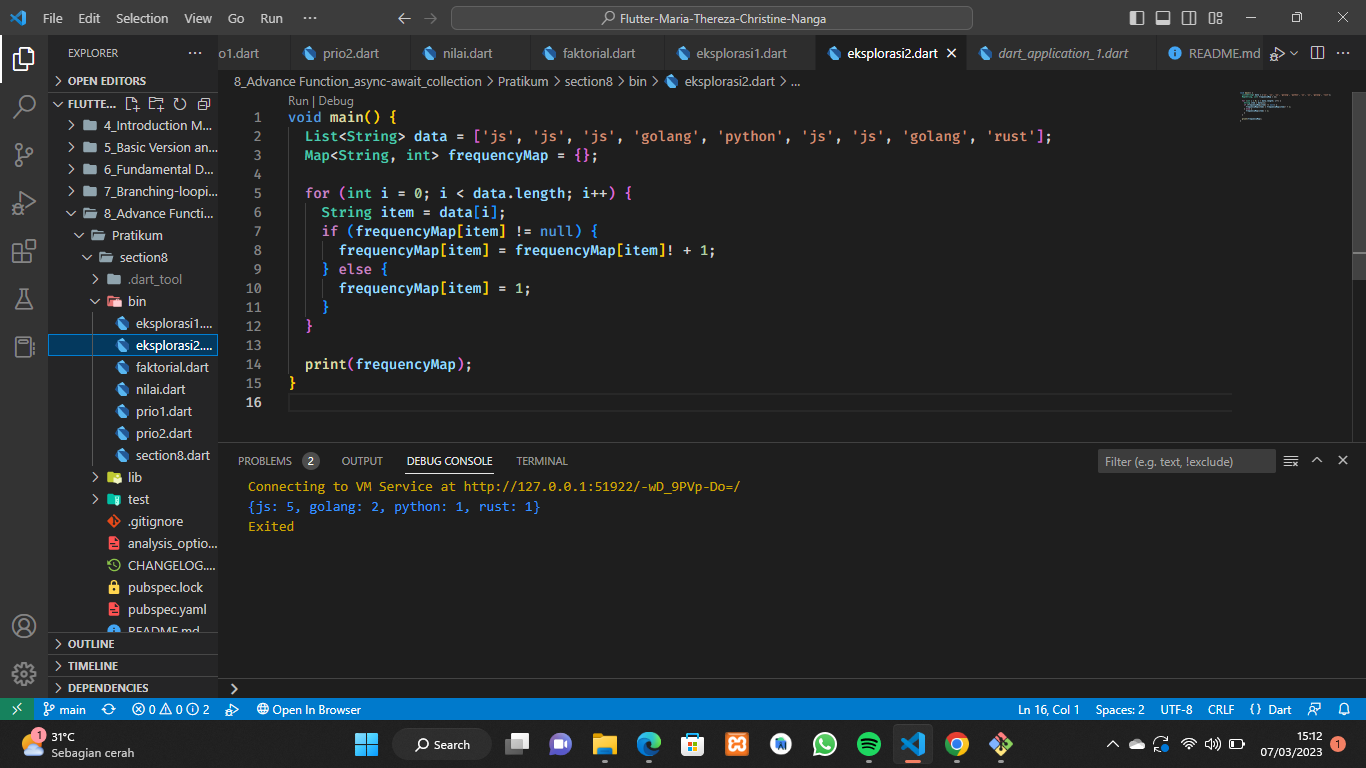 File Edit Selection View Go Run ··· Flutter-Maria-Thereza-Christine-Nanga
EXPLORER ···
o1.dart prio2.dart nilai.dart faktorial.dart eksplorasi1.dart eksplorasi2.dart dart_application_1.dart README.md ···
8_Advance Function_async-await_collection > Pratikum > section8 > bin > eksplorasi2.dart > ...
OPEN EDITORS
FLUTTE...
4_Introduction M...
5_Basic Version an...
6_Fundamental D...
7_Branching-loopi...
8_Advance Functi...
Pratikum
section8
.dart_tool
bin
eksplorasi1....
eksplorasi2....
faktorial.dart
nilai.dart
prio1.dart
prio2.dart
section8.dart
lib
test
.gitignore
analysis_optio...
CHANGELOG....
pubspec.lock
pubspec.yaml
README.md
OUTLINE
TIMELINE
DEPENDENCIES
Run | Debug
1 void main() {
2 List<String> data = ['js', 'js', 'js', 'golang', 'python', 'js', 'js', 'golang', 'rust'];
3 Map<String, int> frequencyMap = {};
4
5 for (int i = 0; i < data.length; i++) {
6 String item = data[i];
7 if (frequencyMap[item] != null) {
8 frequencyMap[item] = frequencyMap[item]! + 1;
9 } else {
10 frequencyMap[item] = 1;
11 }
12 }
13
14 print(frequencyMap);
15 }
16
PROBLEMS 2 OUTPUT DEBUG CONSOLE TERMINAL Filter (e.g. text, !exclude)
Connecting to VM Service at http://127.0.0.1:51922/-wD_9PVp-Do=/
{js: 5, golang: 2, python: 1, rust: 1}
Exited
main 0 0 2 Open In Browser Ln 16, Col 1 Spaces: 2 UTF-8 CRLF {} Dart
1 31°C
Sebagian cerah
Search
15:12
07/03/2023 1